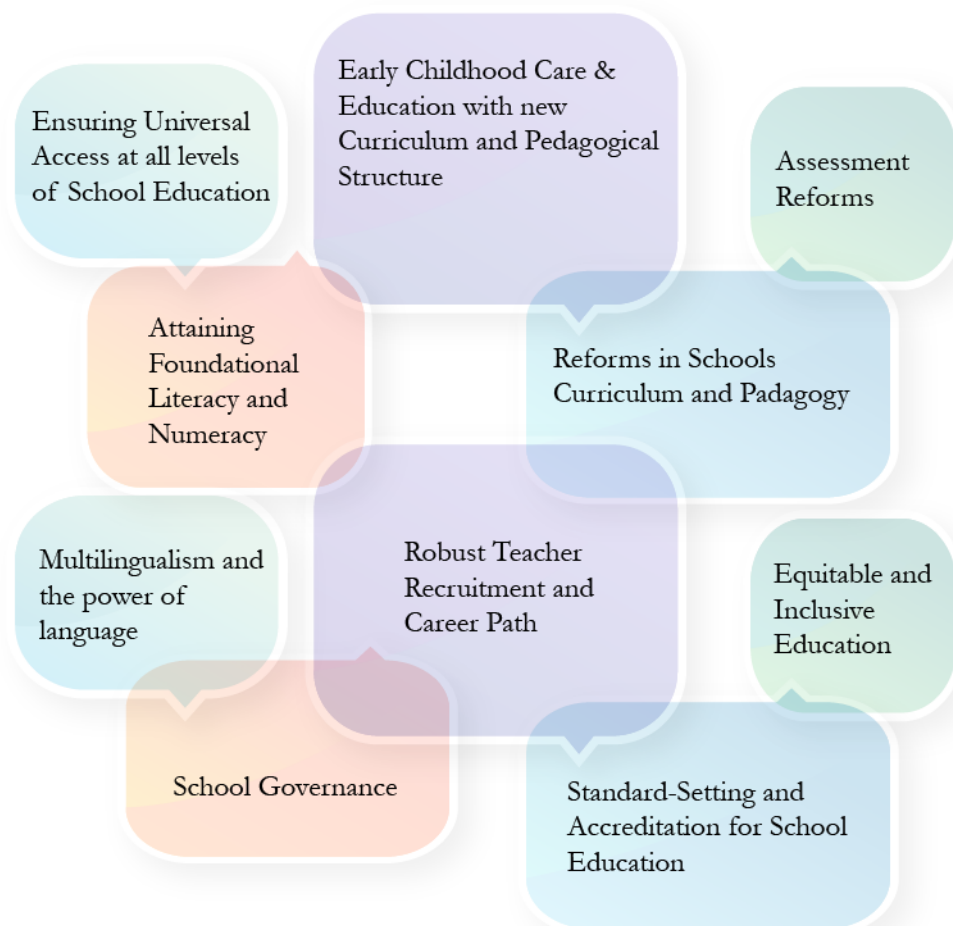 Ensuring Universal
Access at all levels
of School Education
Early Childhood Care &
Education with new
Curriculum and Pedagogical
Structure
Assessment
Reforms
Attaining
Foundational
Literacy and
Numeracy
Reforms in Schools
Curriculum and Padagogy
Multilingualism and
the power of
language
Robust Teacher
Recruitment and
Career Path
Equitable and
Inclusive
Education
School Governance
Standard-Setting and
Accreditation for School
Education